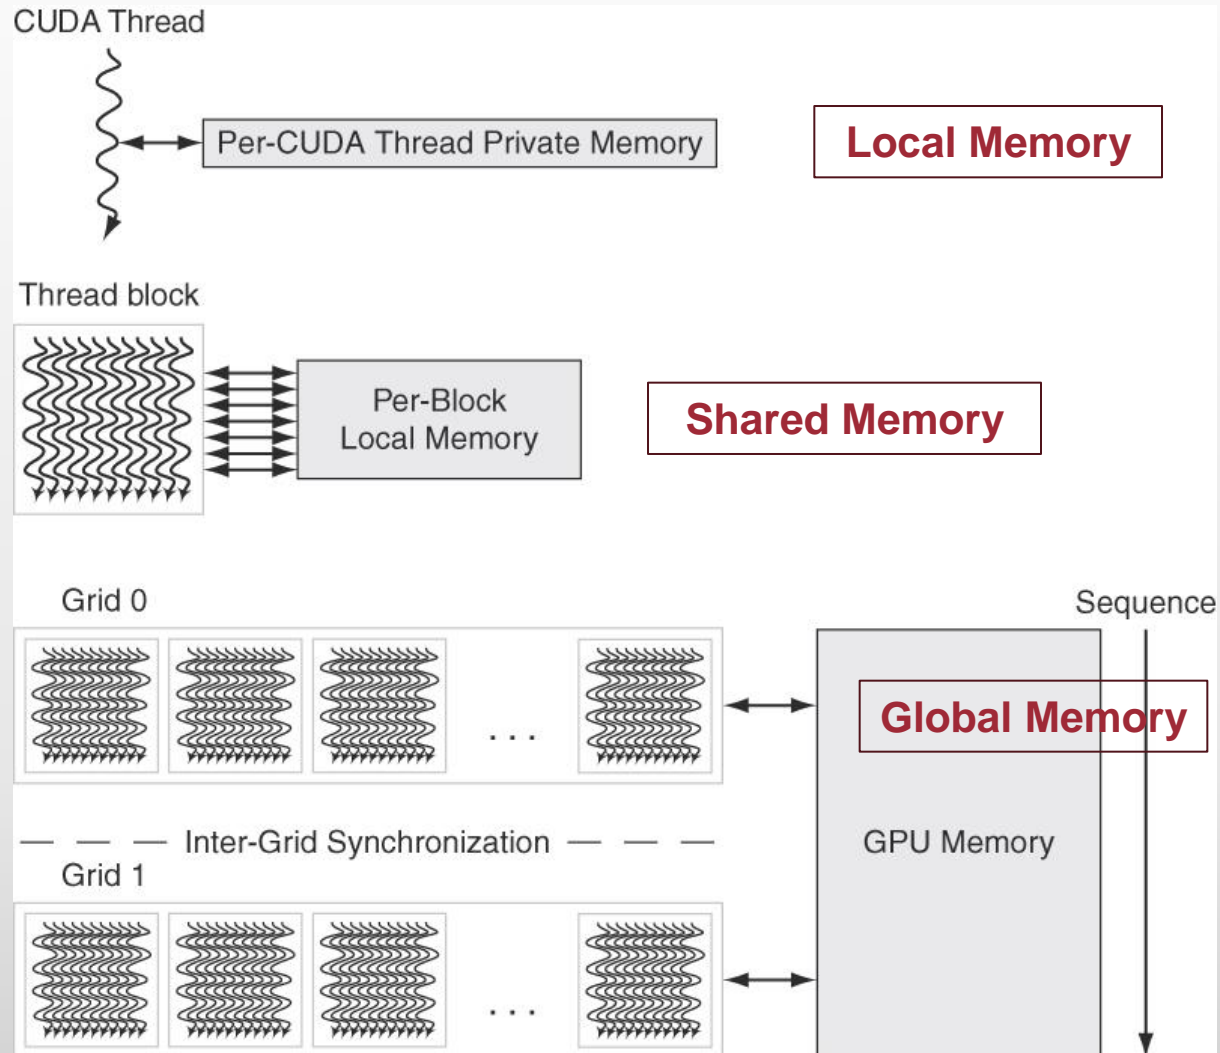 CUDA Thread
Per-CUDA Thread Private Memory
Local Memory
Thread block
Per-Block
Local Memory
Shared Memory
Grid 0
Sequence
. . .
Global Memory
Inter-Grid Synchronization
GPU Memory
Grid 1
. . .